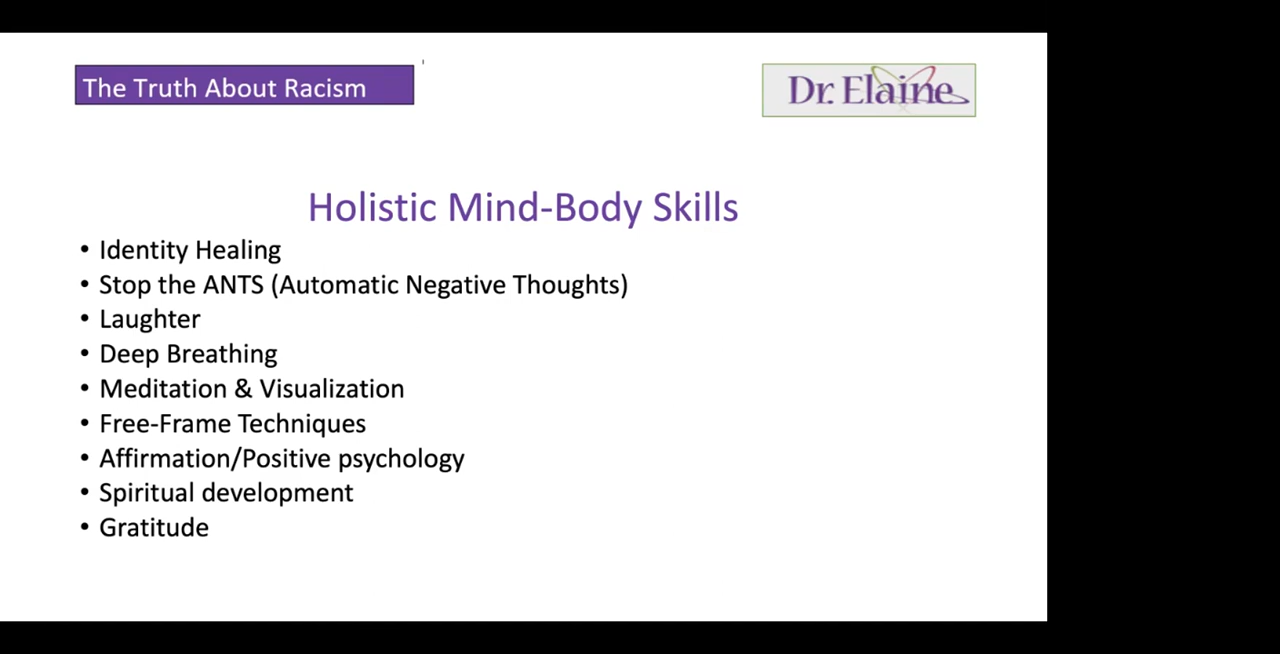 The Truth About Racism
Dr. Elaine
Holistic Mind-Body Skills
• Identity Healing
• Stop the ANTS (Automatic Negative Thoughts)
• Laughter
• Deep Breathing
• Meditation & Visualization
• Free-Frame Techniques
• Affirmation/Positive psychology
• Spiritual development
• Gratitude